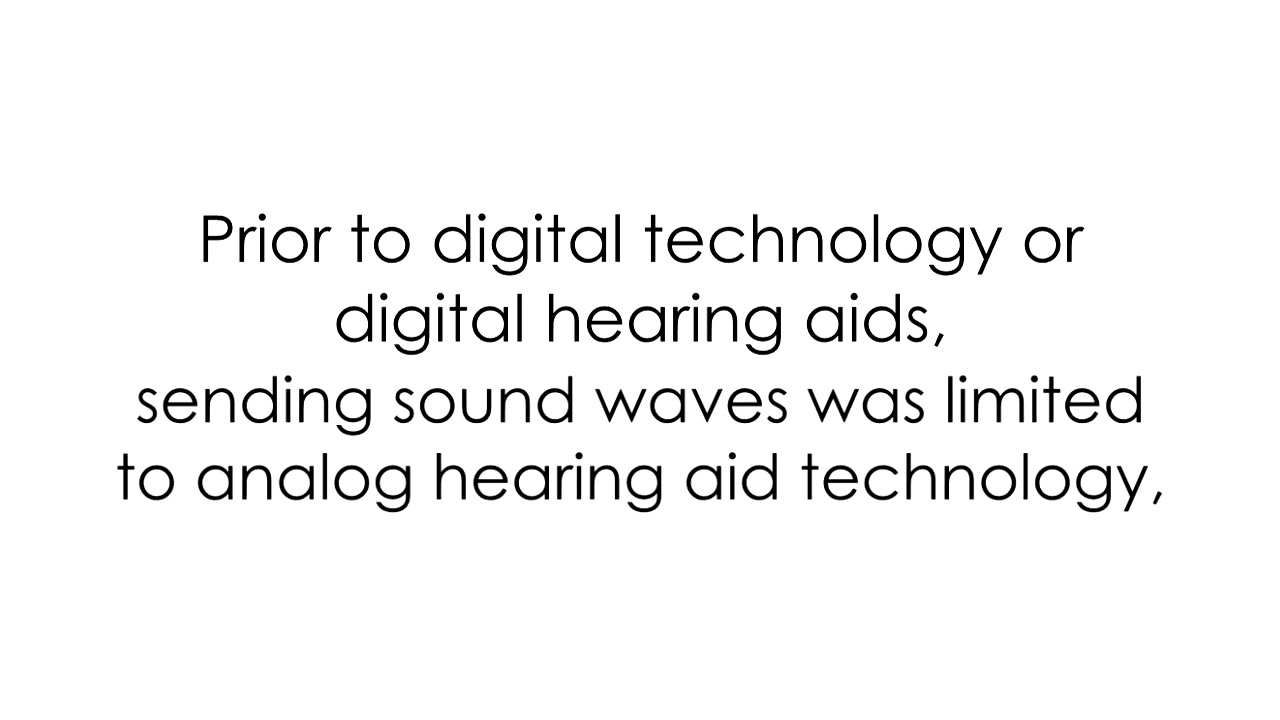 Prior to digital technology or
digital hearing aids,
sending sound waves was limited
to analog hearing aid technology,